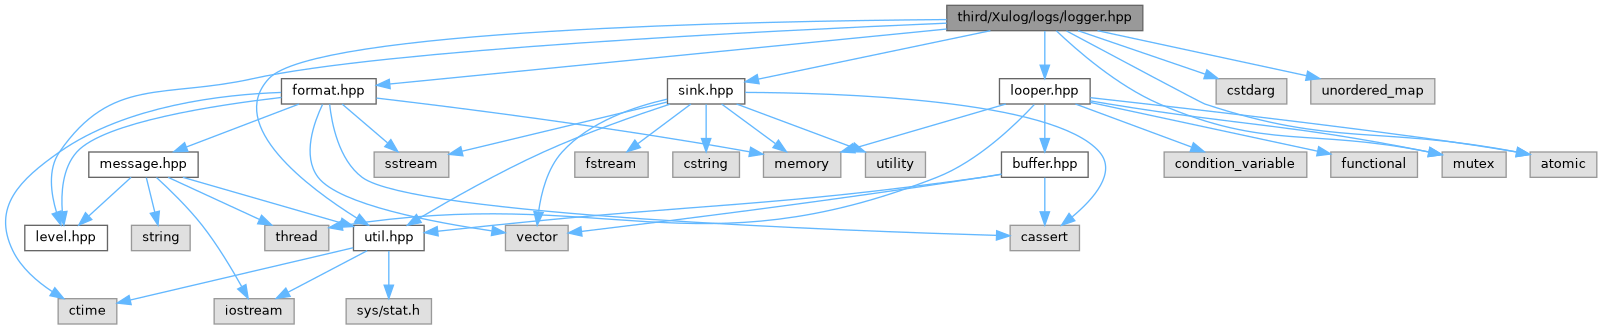 third/Xulog/logs/logger.hpp
format.hpp
sink.hpp
looper.hpp
cstdarg
unordered_map
message.hpp
sstream
fstream
cstring
memory
utility
buffer.hpp
condition_variable
functional
mutex
atomic
level.hpp
string
thread
util.hpp
vector
cassert
ctime
iostream
sys/stat.h